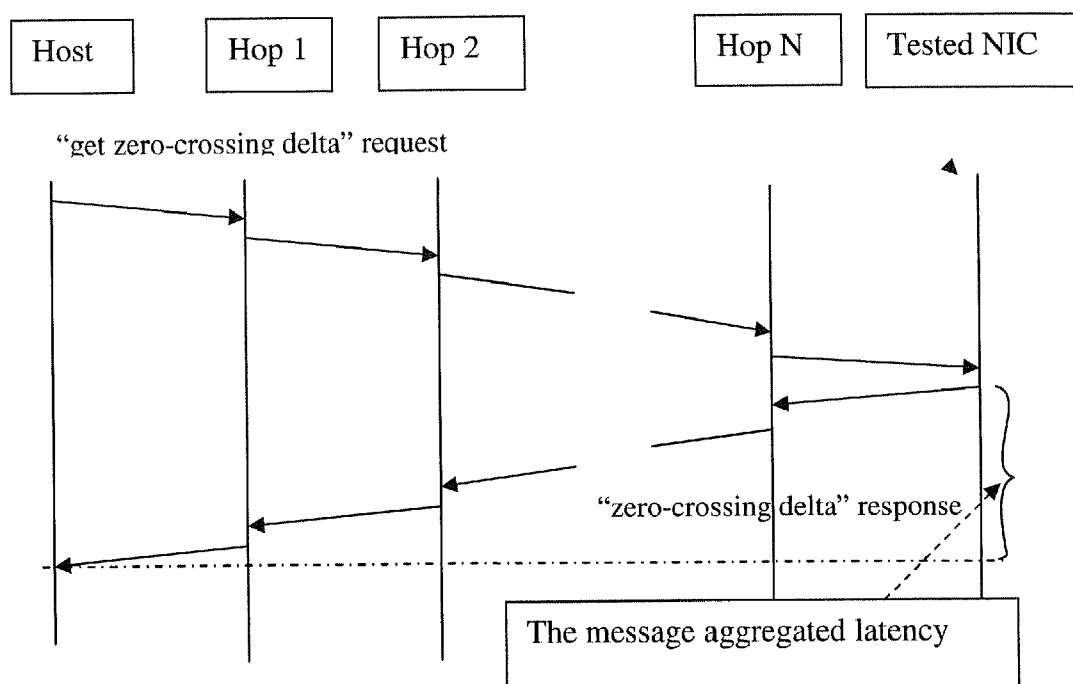 Host
Hop 1
Hop 2
Hop N
Tested NIC
“get zero-crossing delta” request
“zero-crossing delta” response
The message aggregated latency